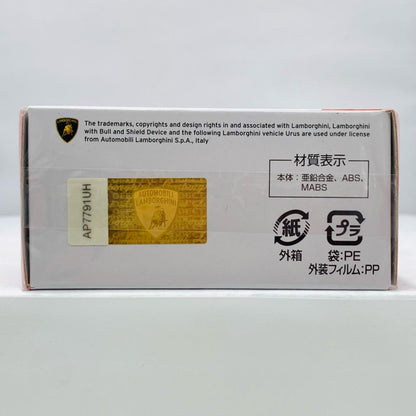 The trademarks, copyrights and design rights in and associated with Lamborghini, Lamborghini
with Bull and Shield Device and the following Lamborghini vehicle Urus are used under license
from Automobili Lamborghini S.p.A., Italy
材質表示
本体：亜鉛合金、ABS、
MABS
AP7791UH
AUTOMOBILI
LAMBORGHINI
紙
外箱
プラ
袋:PE
外装フィルム:PP